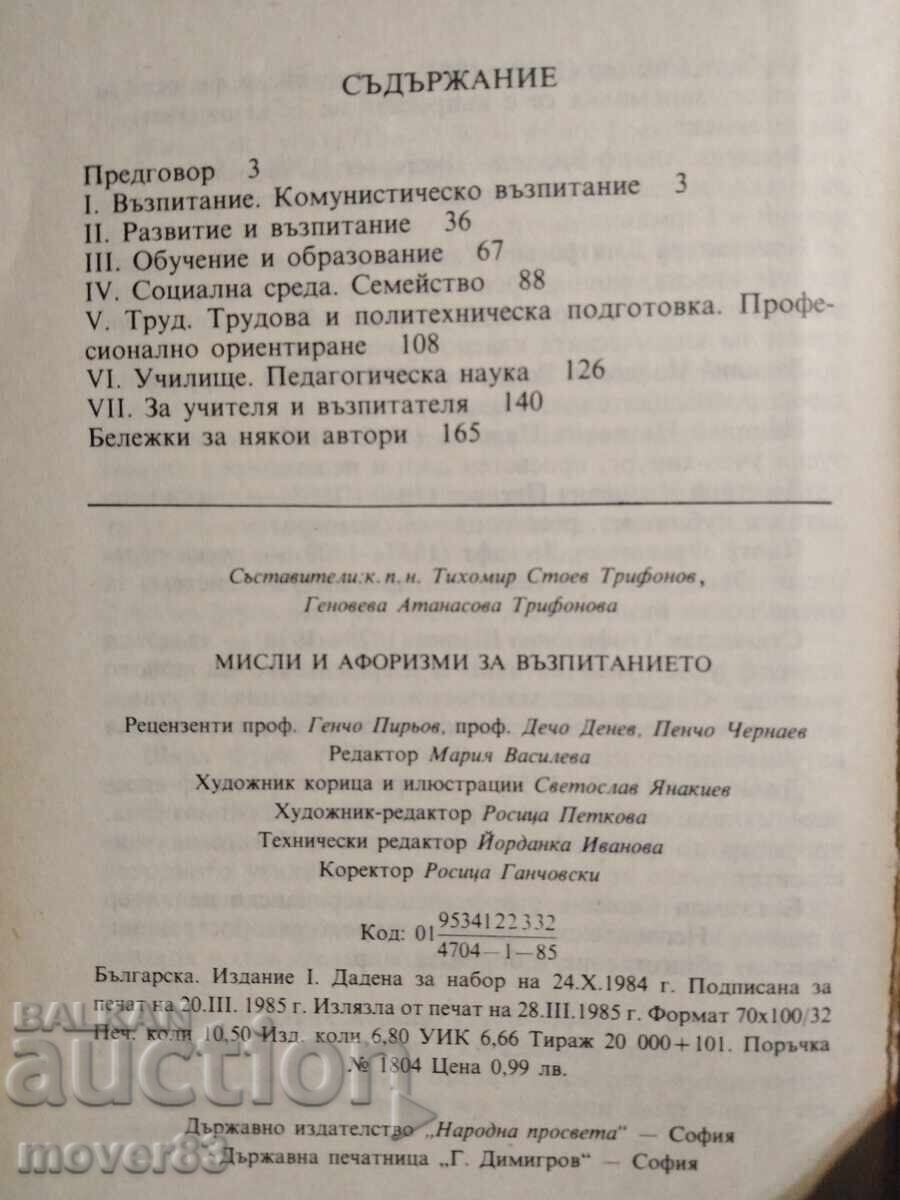 СЪДЪРЖАНИЕ
Предговор 3
I. Възпитание. Комунистическо възпитание 3
II. Развитие и възпитание 36
III. Обучение и образование 67
IV. Социална среда. Семейство 88
V. Труд. Трудова и политехническа подготовка. Профе-
сионално ориентиране 108
VI. Училище. Педагогическа наука 126
VII. За учителя и възпитателя 140
Бележки за някои автори 165
Съставители: к. п. н. Тихомир Стоев Трифонов,
Геновева Атанасова Трифонова
МИСЛИ И АФОРИЗМИ ЗА ВЪЗПИТАНИЕТО
Рецензенти проф. Генчо Пирьов, проф. Дечо Денев, Пенчо Чернаев
Редактор Мария Василева
Художник корица и илюстрации Светослав Янакиев
Художник-редактор Росица Петкова
Технически редактор Йорданка Иванова
Коректор Росица Ганчовски
Код: 01 9534122332
4704—1—85
Българска. Издание I. Дадена за набор на 24.X.1984 г. Подписана за
печат на 20.III. 1985 г. Излязла от печат на 28.III.1985 г. Формат 70х100/32
Печ. коли 10,50 Изд. коли 6,80 УИК 6,66 Тираж 20 000+101. Поръчка
№ 1804 Цена 0,99 лв.
Държавно издателство „Народна просвета" — София
Държавна печатница „Г. Димитров" — София
BALKAN
auction
mover83